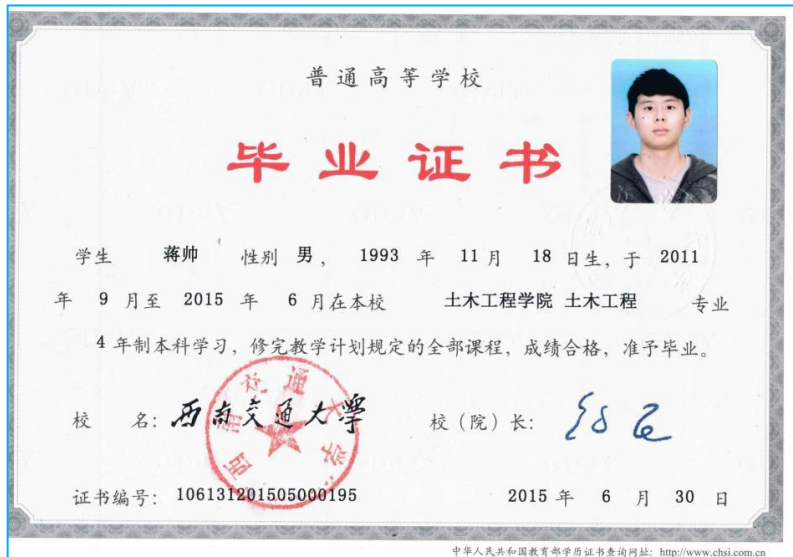 普通高等学校
毕业证书
学生 蒋帅 性别 男， 1993 年 11 月 18 日生，于 2011
年 9 月至 2015 年 6 月在本校 土木工程学院 土木工程 专业
4 年制本科学习，修完教学计划规定的全部课程，成绩合格，准予毕业。
校 名：西南交通大学 校（院）长：
西南交通大学
证书编号：106131201505000195 2015 年 6 月 30 日
中华人民共和国教育部学历证书查询网址：http://www.chsi.com.cn